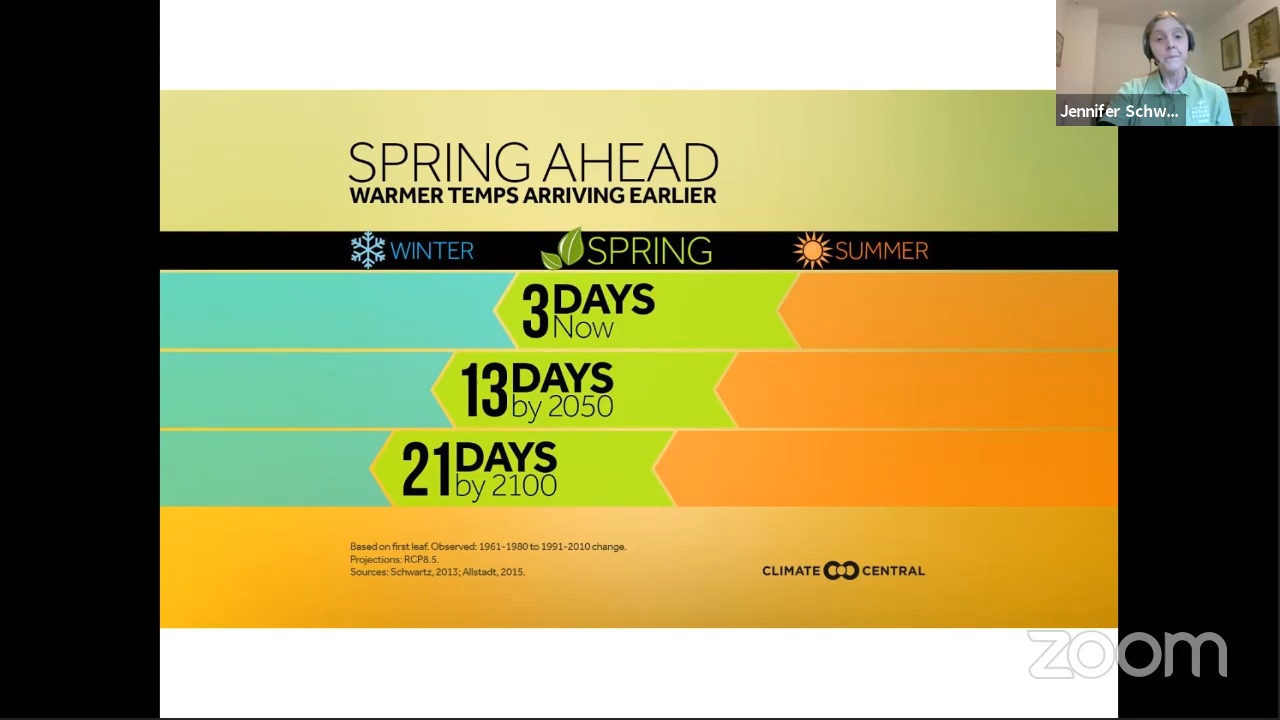 Jennifer Schw...
SPRING AHEAD
WARMER TEMPS ARRIVING EARLIER
WINTER SPRING SUMMER
3 DAYS
Now
13 DAYS
by 2050
21 DAYS
by 2100
Based on first leaf. Observed: 1961-1980 to 1991-2010 change.
Projections: RCP8.5.
Sources: Schwartz, 2013; Allstadt, 2015.
CLIMATE CENTRAL
zoom